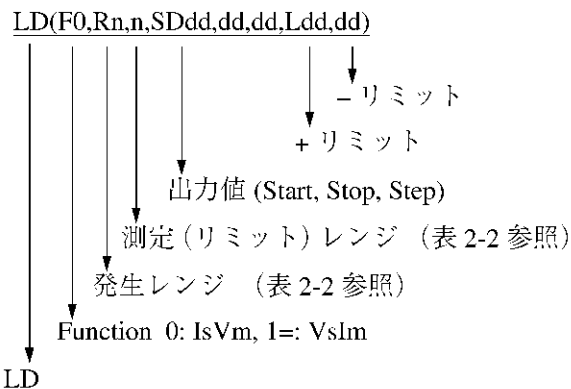 LD(F0,Rn,n,SDdd,dd,dd,Ldd,dd)
− リミット
+ リミット
出力値 (Start, Stop, Step)
測定 (リミット) レンジ （表 2-2 参照）
発生レンジ （表 2-2 参照）
Function 0: IsVm, 1=: VsIm
LD